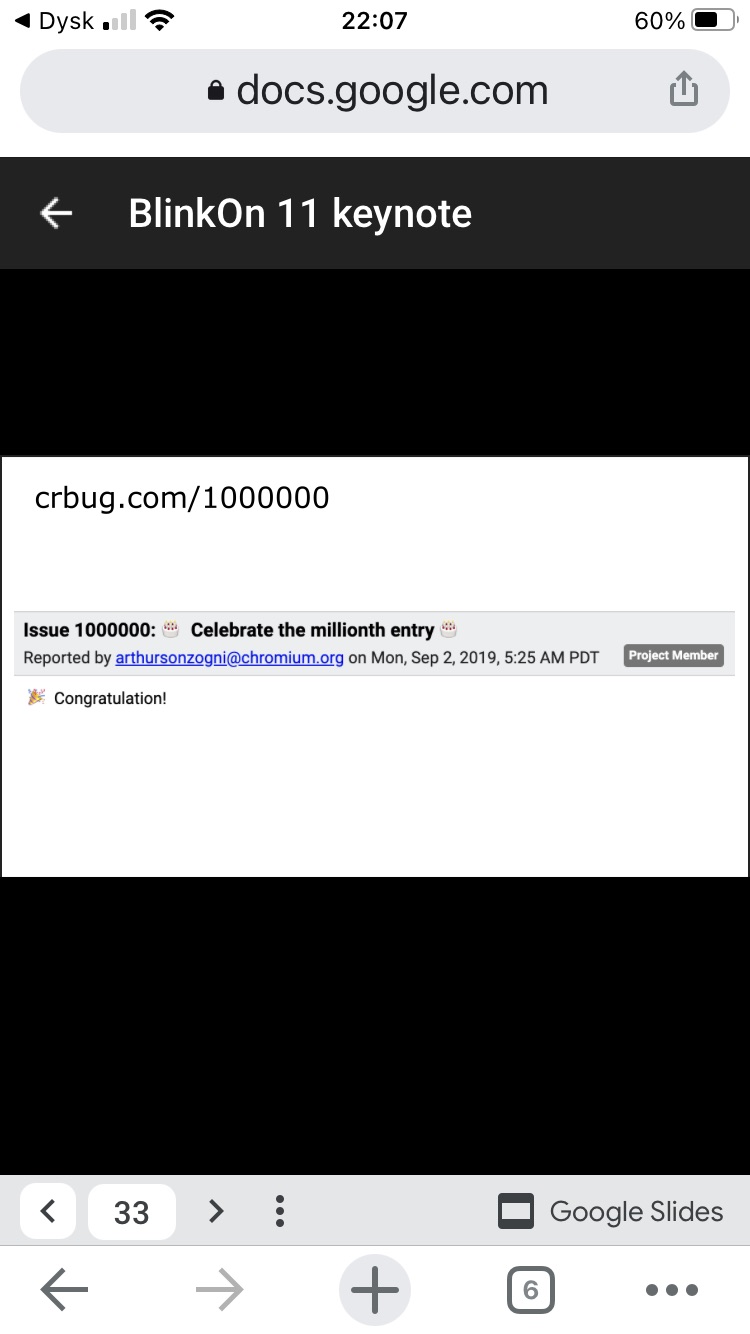 Dysk 22:07 60%
docs.google.com
BlinkOn 11 keynote
crbug.com/1000000
Issue 1000000: 🎂 Celebrate the millionth entry 🎂
Reported by arthursonzogni@chromium.org on Mon, Sep 2, 2019, 5:25 AM PDT Project Member
🎉 Congratulation!
33 Google Slides
6